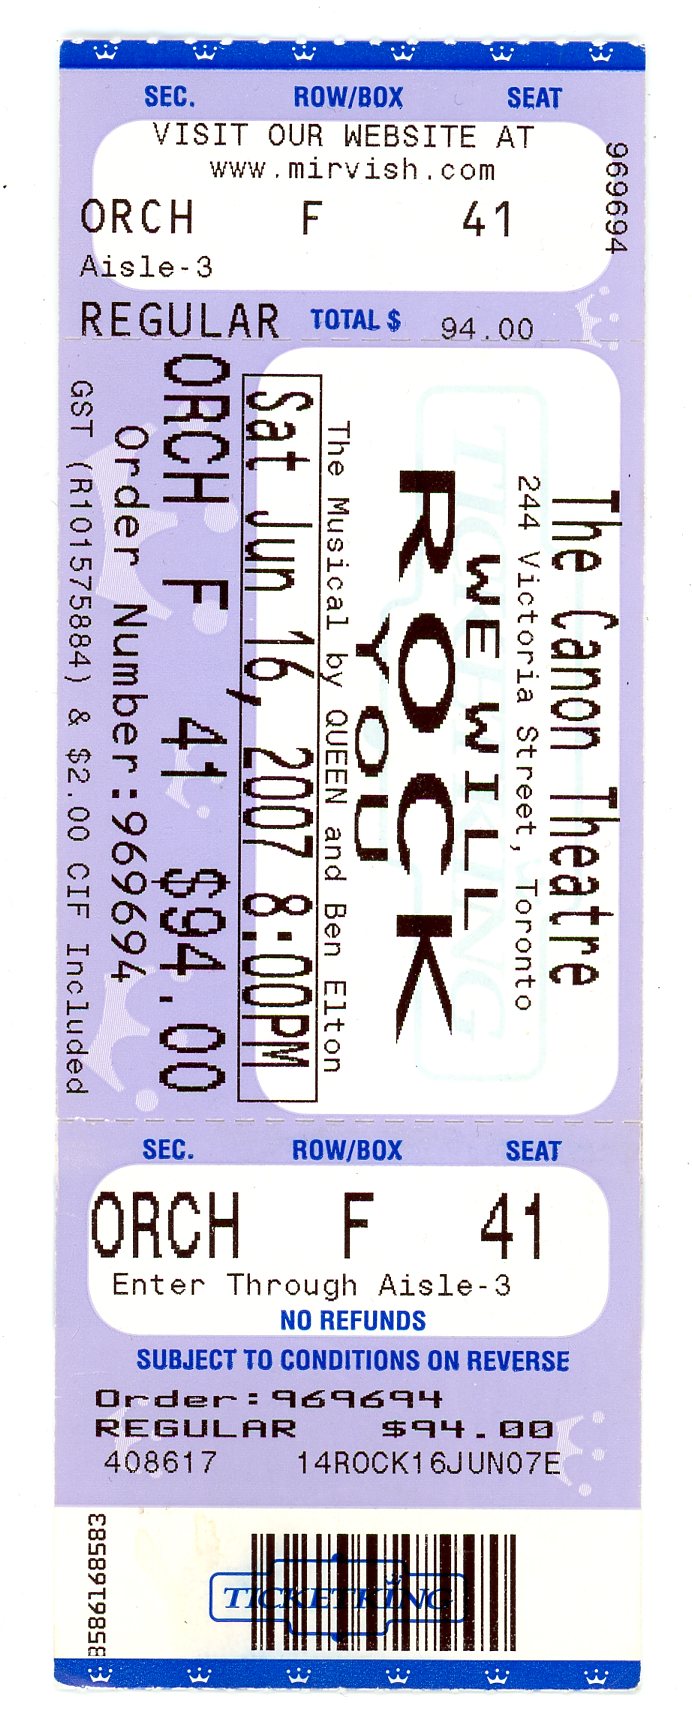 SEC. ROW/BOX SEAT
VISIT OUR WEBSITE AT
www.mirvish.com
ORCH F 41
Aisle-3
969694
REGULAR TOTAL $ 94.00
The Canon Theatre
244 Victoria Street, Toronto
WE WILL
ROCK
YOU
The Musical by QUEEN and Ben Elton
Sat Jun 16, 2007 8:00PM
ORCH F 41 $94.00
Order Number:969694
GST (R101575884) & $2.00 CIF Included
TICKETKING
SEC. ROW/BOX SEAT
ORCH F 41
Enter Through Aisle-3
NO REFUNDS
SUBJECT TO CONDITIONS ON REVERSE
Order:969694
REGULAR $94.00
408617 14ROCK16JUN07E
8586168583
TICKETKING